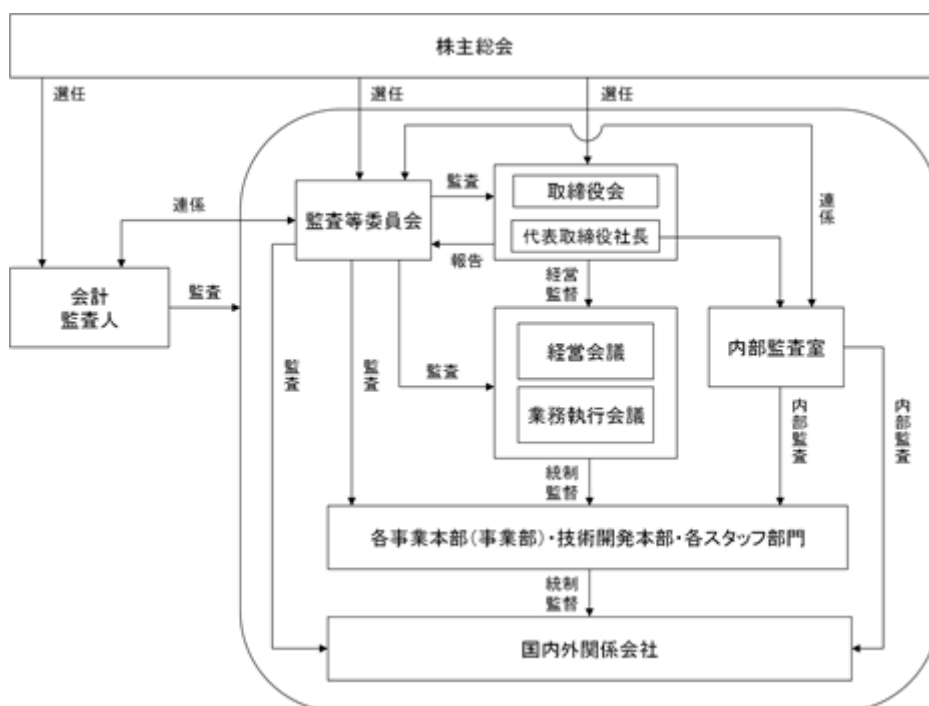 株主総会
選任
選任
選任
監査等委員会
監査
取締役会
代表取締役社長
報告
連係
連係
会計
監査人
監査
経営
監督
経営会議
業務執行会議
内部監査室
監査
監査
監査
内部監査
内部監査
統制
監督
各事業本部(事業部)・技術開発本部・各スタッフ部門
統制
監督
国内外関係会社